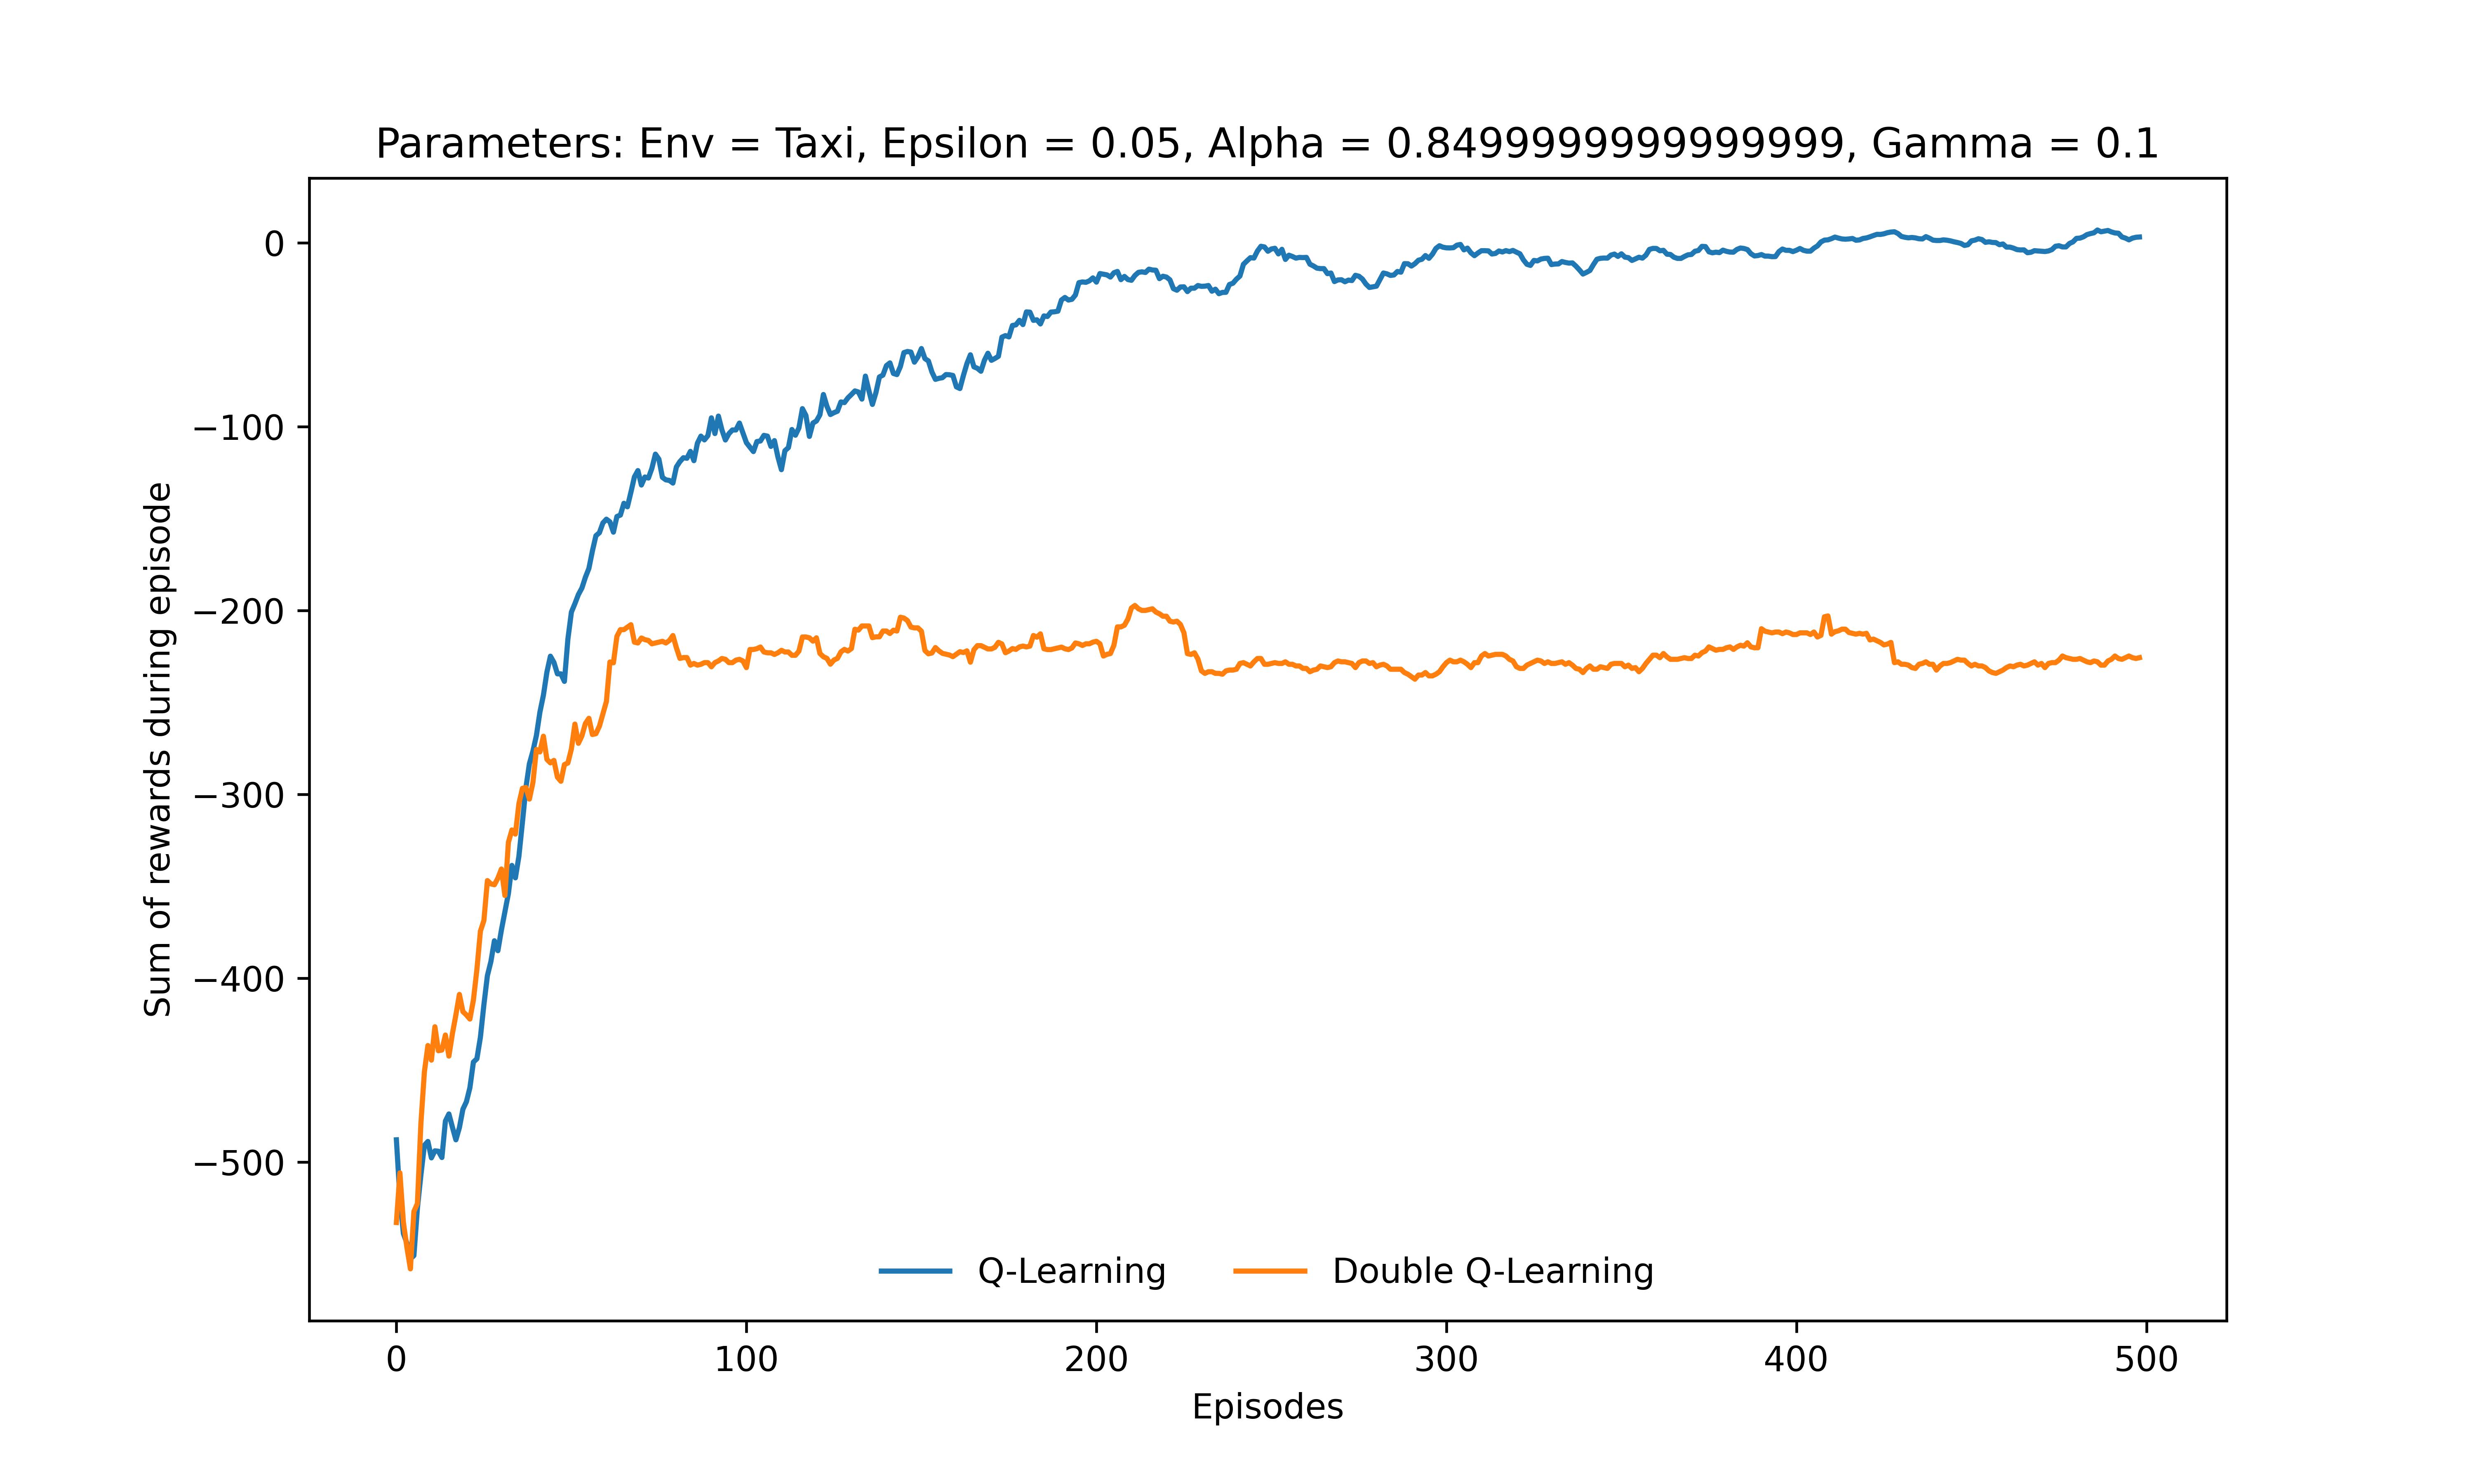 Parameters: Env = Taxi, Epsilon = 0.05, Alpha = 0.8499999999999999, Gamma = 0.1
0
−100
−200
−300
−400
−500
Sum of rewards during episode
Q-Learning
Double Q-Learning
0 100 200 300 400 500
Episodes